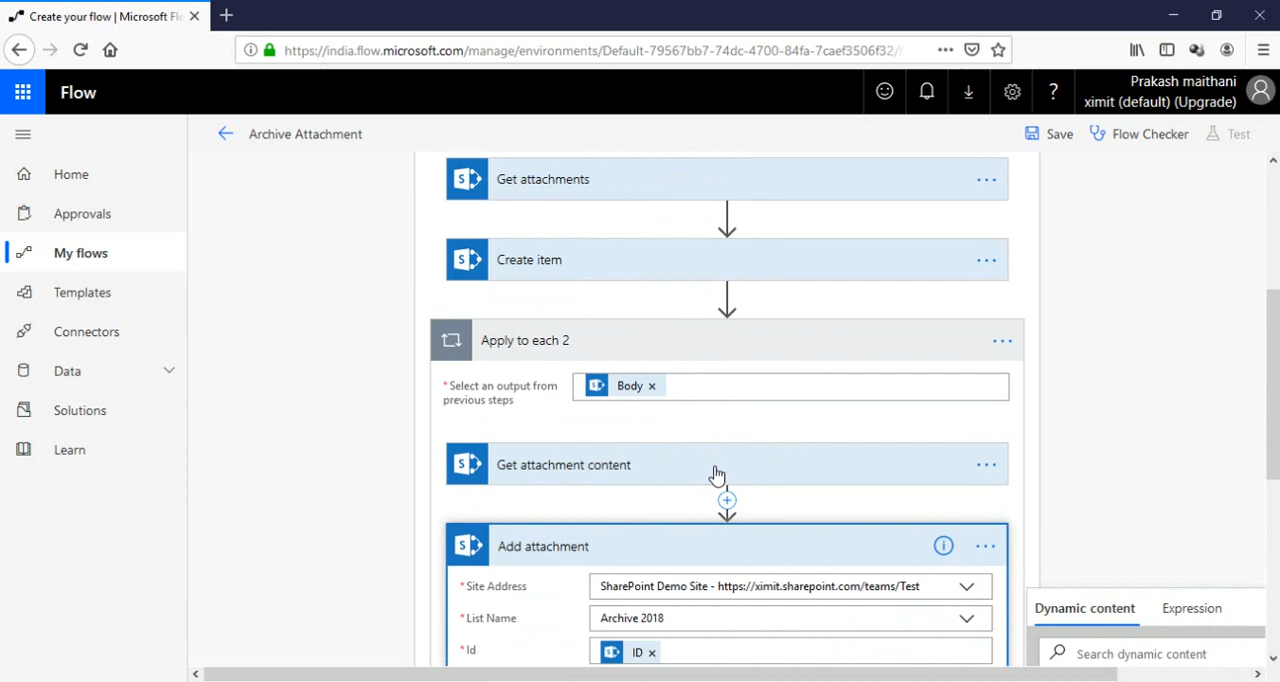 Create your flow | Microsoft Flo
https://india.flow.microsoft.com/manage/environments/Default-79567bb7-74dc-4700-84fa-7caef3506f32/
Flow
Prakash maithani
ximit (default) (Upgrade)
Archive Attachment
Save
Flow Checker
Test
Home
Approvals
My flows
Templates
Connectors
Data
Solutions
Learn
Get attachments
Create item
Apply to each 2
*Select an output from
previous steps
Body
Get attachment content
Add attachment
*Site Address
SharePoint Demo Site - https://ximit.sharepoint.com/teams/Test
*List Name
Archive 2018
*Id
ID
Dynamic content
Expression
Search dynamic content